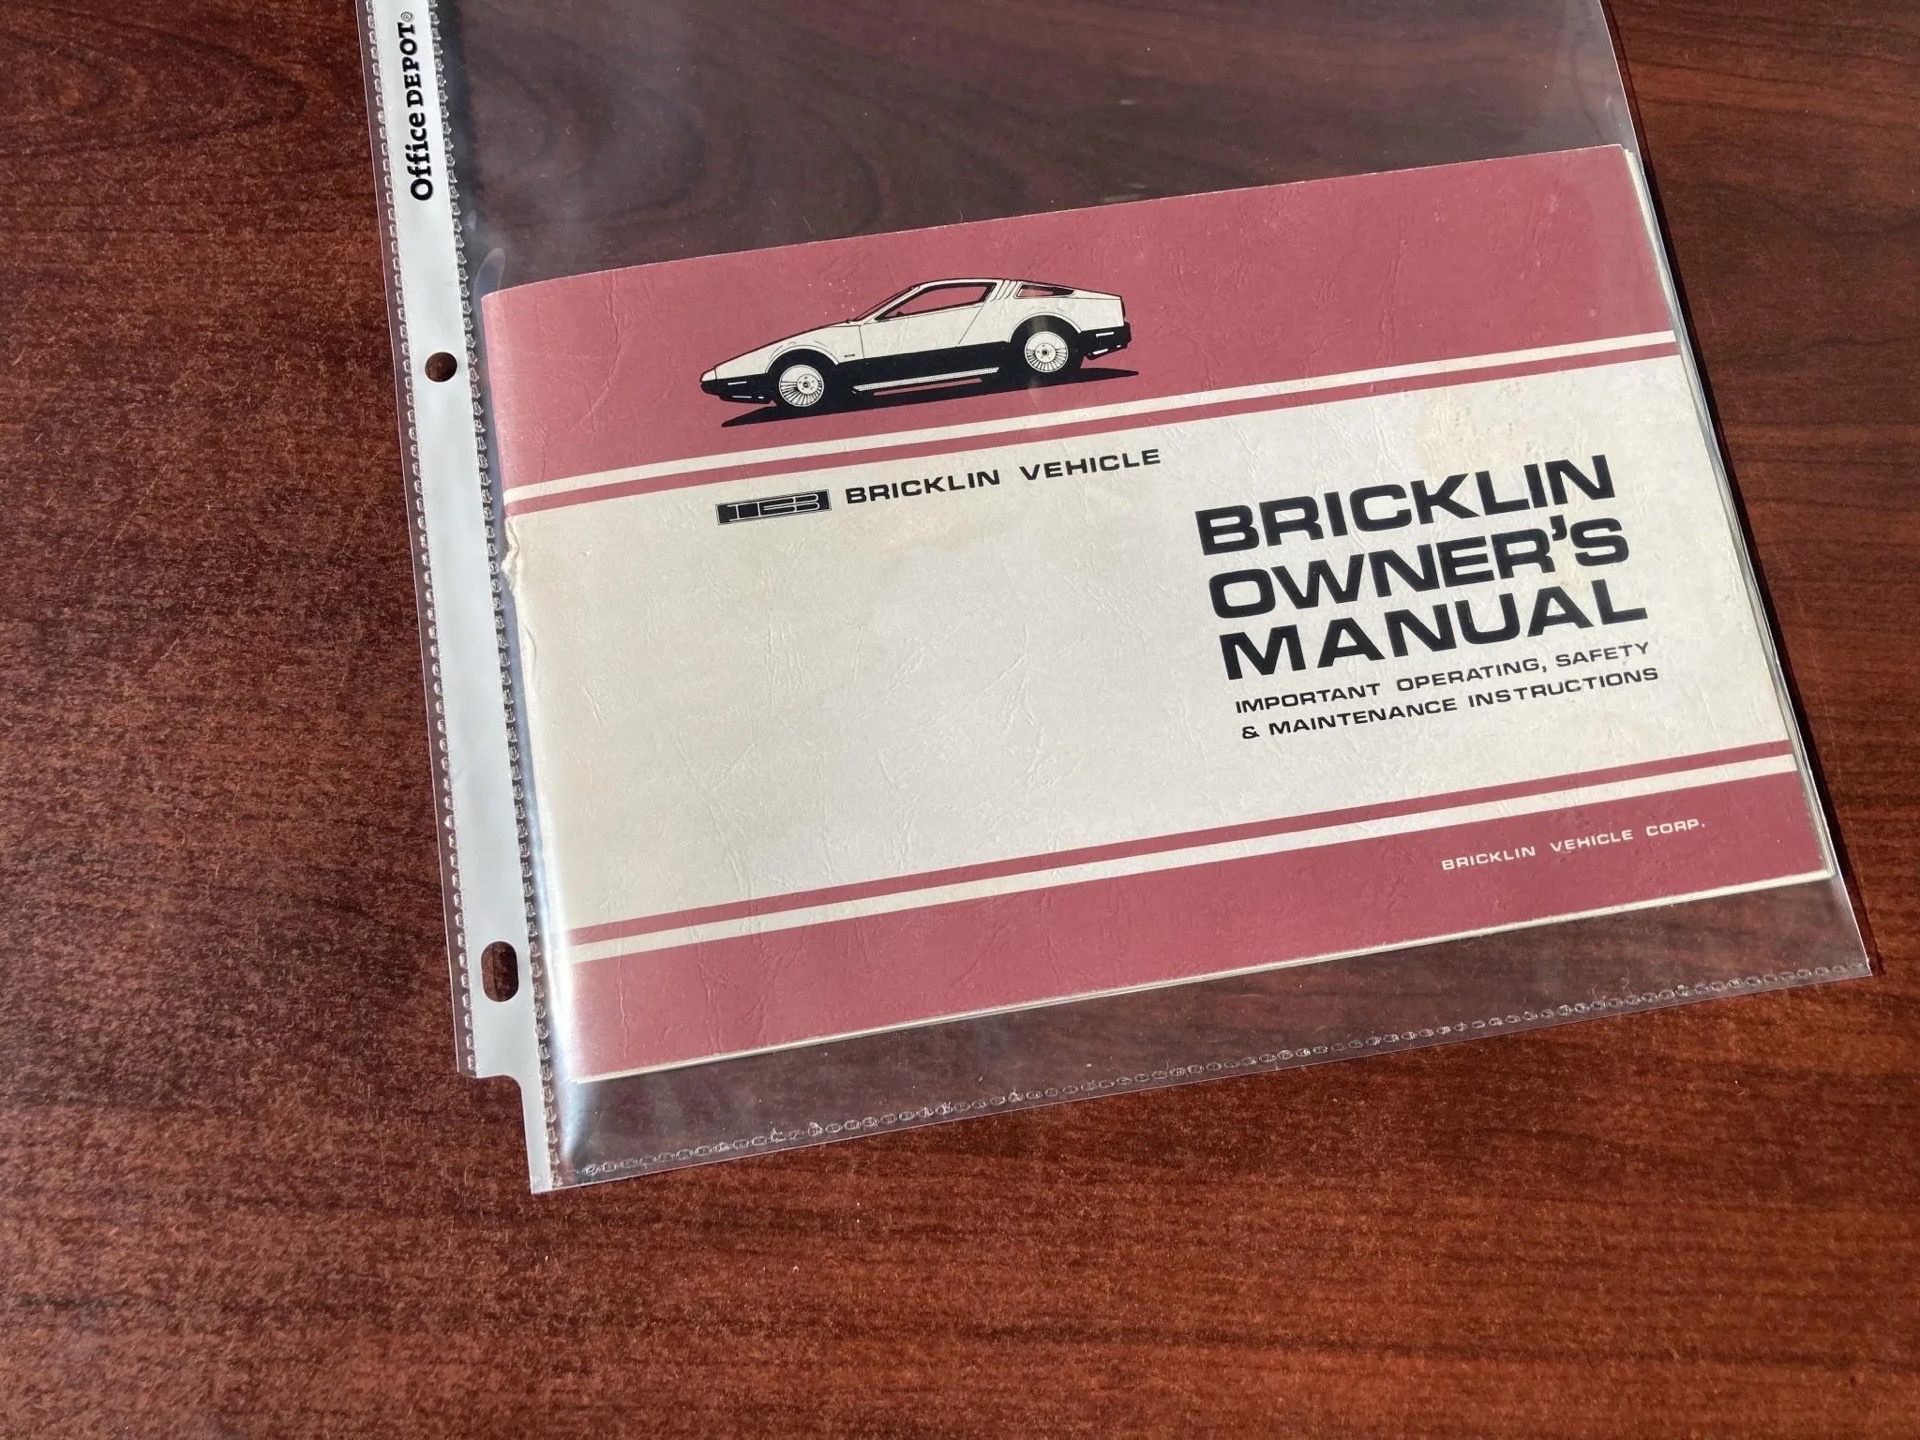 Office DEPOT®
BRICKLIN VEHICLE
BRICKLIN
OWNER'S
MANUAL
IMPORTANT OPERATING, SAFETY
& MAINTENANCE INSTRUCTIONS
BRICKLIN VEHICLE CORP.